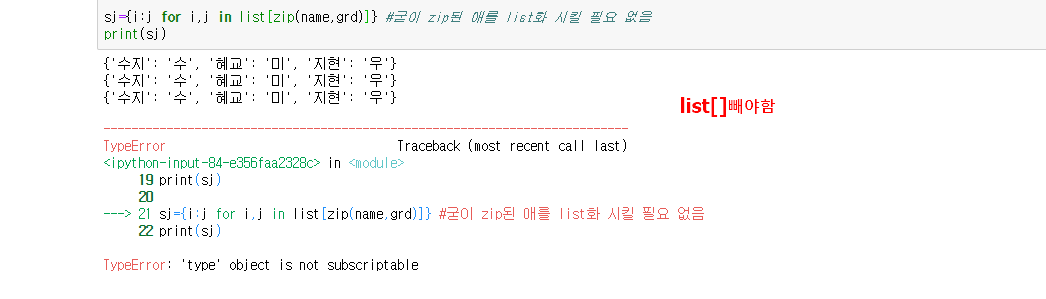 sj={i:j for i,j in list[zip(name,grd)]} #굳이 zip된 애를 list화 시킬 필요 없음
print(sj)
{'수지': '수', '혜교': '미', '지현': '우'}
{'수지': '수', '혜교': '미', '지현': '우'}
{'수지': '수', '혜교': '미', '지현': '우'}
list[]빼야함
---------------------------------------------------------------------------
TypeError Traceback (most recent call last)
<ipython-input-84-e356faa2328c> in <module>
19 print(sj)
20
---> 21 sj={i:j for i,j in list[zip(name,grd)]} #굳이 zip된 애를 list화 시킬 필요 없음
22 print(sj)
TypeError: 'type' object is not subscriptable